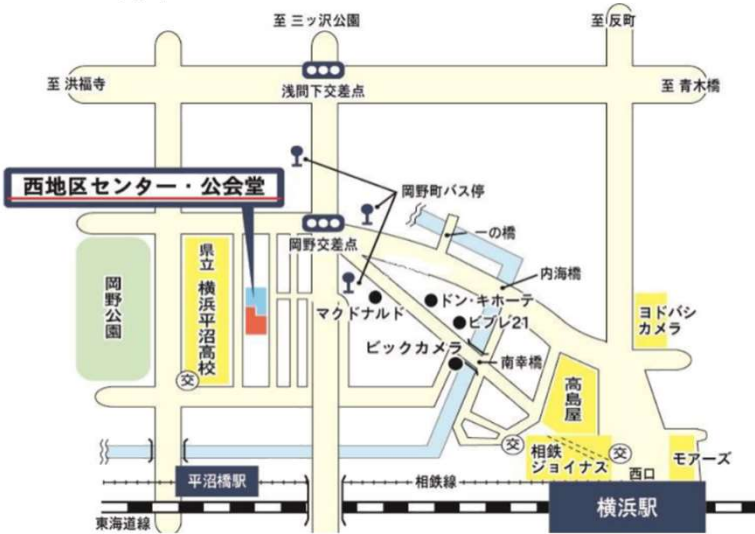 至 三ッ沢公園
至 反町
至 洪福寺
浅間下交差点
至 青木橋
西地区センター・公会堂
岡野町バス停
岡野交差点
一の橋
内海橋
岡野公園
県立 横浜平沼高校
マクドナルド
ドン・キホーテ
ビブレ21
ビックカメラ
南幸橋
ヨドバシ
カメラ
高島屋
交
交
交
相鉄
ジョイナス
モアーズ
西口
平沼橋駅
相鉄線
横浜駅
東海道線